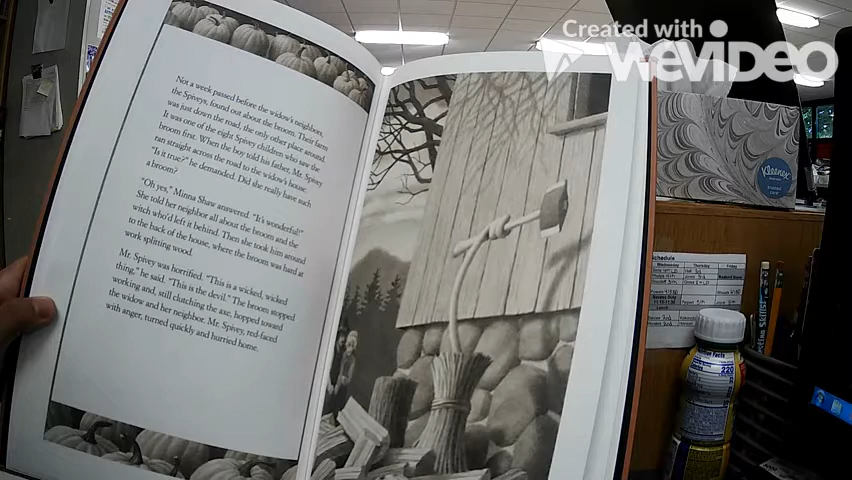 Created with
WEVIDEO
Not a week passed before the widow's neighbors,
the Spiveys, found out about the broom. Their farm
was just down the road, the only other place around.
It was one of the eight Spivey children who saw the
broom first. When the boy told his father, Mr. Spivey
ran straight across the road to the widow's house.
"Is it true?" he demanded. Did she really have such
a broom?
"Oh yes," Minna Shaw answered. "It's wonderful!"
She told her neighbor all about the broom and the
witch who'd left it behind. Then she took him around
to the back of the house, where the broom was hard at
work splitting wood.
Mr. Spivey was horrified. "This is a wicked, wicked
thing," he said. "This is the devil." The broom stopped
working and, still clutching the axe, hopped toward
the widow and her neighbor. Mr. Spivey, red-faced
with anger, turned quickly and hurried home.
Kleenex
Schedule
Wednesday Thursday Friday
Nutrition Facts
220